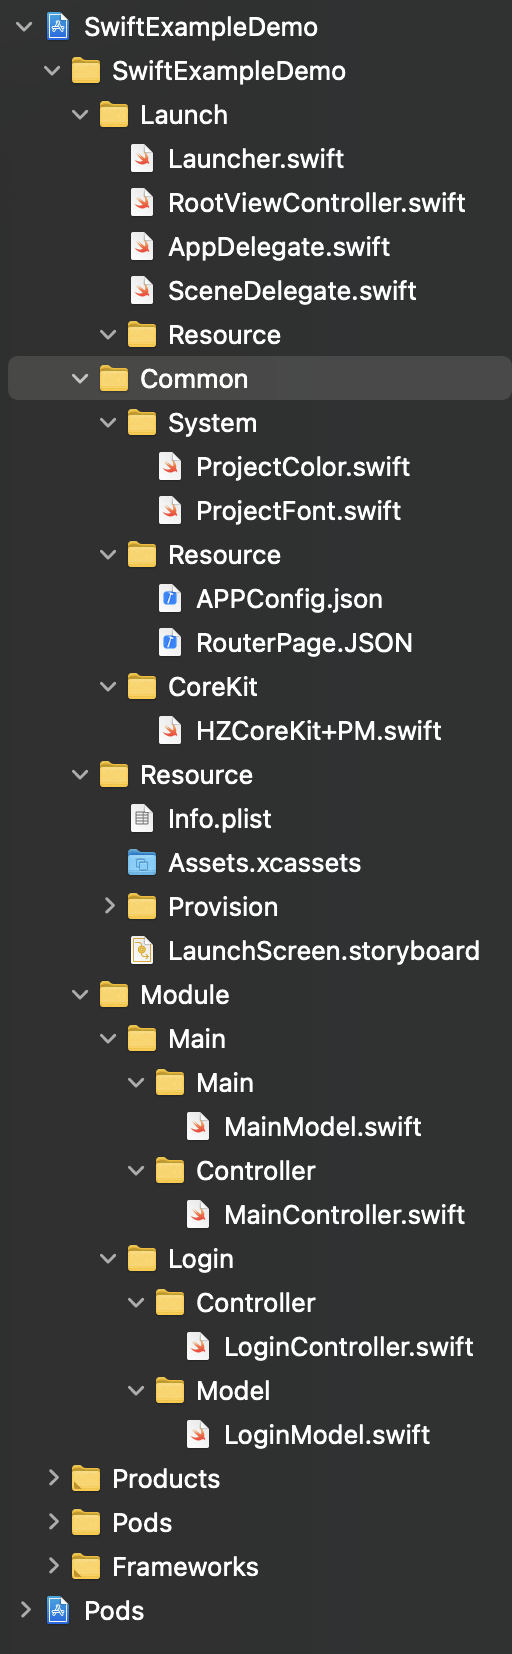 SwiftExampleDemo
SwiftExampleDemo
Launch
Launcher.swift
RootViewController.swift
AppDelegate.swift
SceneDelegate.swift
Resource
Common
System
ProjectColor.swift
ProjectFont.swift
Resource
APPConfig.json
RouterPage.JSON
CoreKit
HZCoreKit+PM.swift
Resource
Info.plist
Assets.xcassets
Provision
LaunchScreen.storyboard
Module
Main
Main
MainModel.swift
Controller
MainController.swift
Login
Controller
LoginController.swift
Model
LoginModel.swift
Products
Pods
Frameworks
Pods